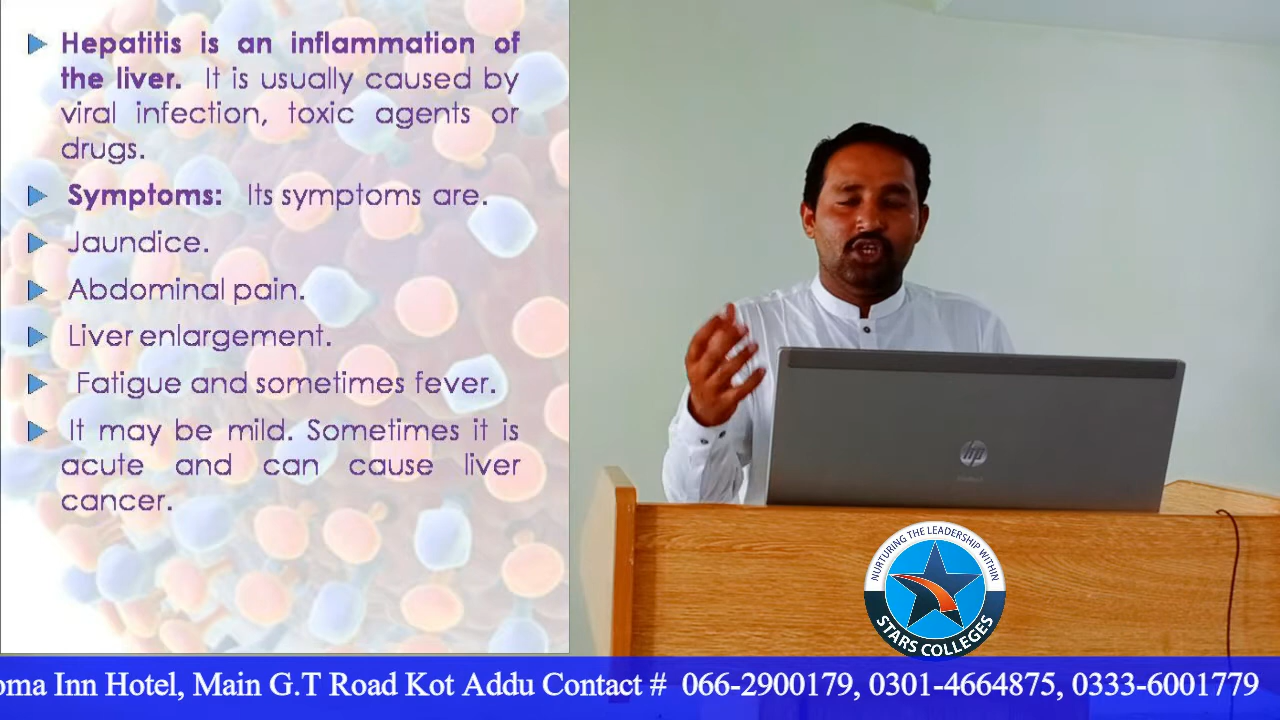 Hepatitis is an inflammation of
the liver. It is usually caused by
viral infection, toxic agents or
drugs.
Symptoms: Its symptoms are.
Jaundice.
Abdominal pain.
Liver enlargement.
Fatigue and sometimes fever.
It may be mild. Sometimes it is
acute and can cause liver
cancer.
hp
NURTURING THE LEADERSHIP WITHIN
STARS COLLEGES
oma Inn Hotel, Main G.T Road Kot Addu Contact # 066-2900179, 0301-4664875, 0333-6001779